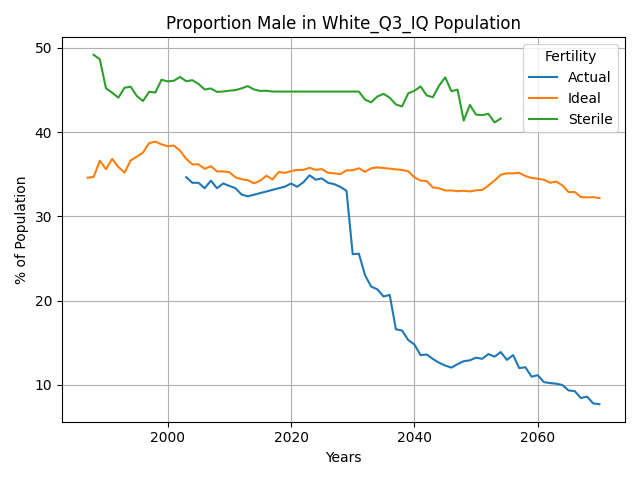 Proportion Male in White_Q3_IQ Population
Fertility
Actual
Ideal
Sterile
% of Population
50
40
30
20
10
2000
2020
2040
2060
Years